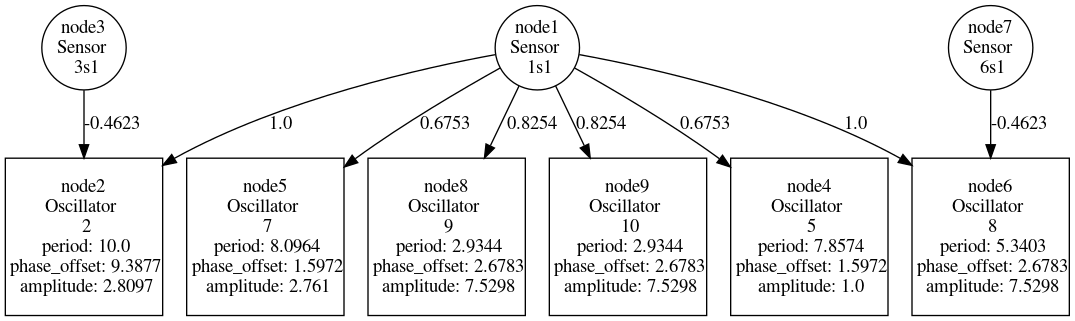 node3
Sensor
3s1
node1
Sensor
1s1
node7
Sensor
6s1
-0.4623
1.0
0.6753
0.8254
0.8254
0.6753
1.0
-0.4623
node2
Oscillator
2
period: 10.0
phase_offset: 9.3877
amplitude: 2.8097
node5
Oscillator
7
period: 8.0964
phase_offset: 1.5972
amplitude: 2.761
node8
Oscillator
9
period: 2.9344
phase_offset: 2.6783
amplitude: 7.5298
node9
Oscillator
10
period: 2.9344
phase_offset: 2.6783
amplitude: 7.5298
node4
Oscillator
5
period: 7.8574
phase_offset: 1.5972
amplitude: 1.0
node6
Oscillator
8
period: 5.3403
phase_offset: 2.6783
amplitude: 7.5298